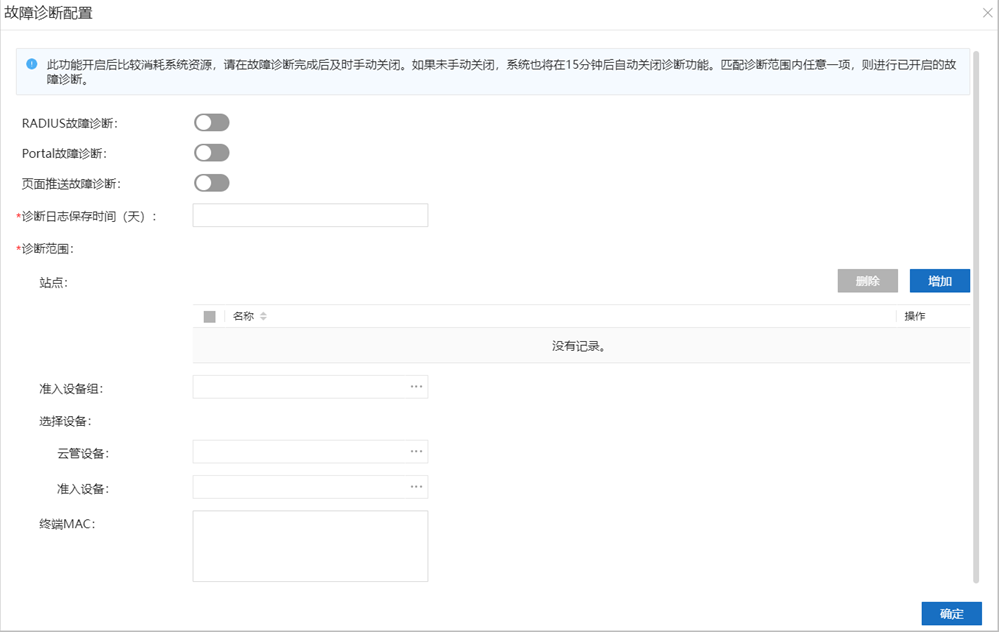 故障诊断配置
此功能开启后比较消耗系统资源，请在故障诊断完成后及时手动关闭。如果未手动关闭，系统也将在15分钟后自动关闭诊断功能。匹配诊断范围内任意一项，则进行已开启的故
障诊断。
RADIUS故障诊断:
Portal故障诊断:
页面推送故障诊断:
*诊断日志保存时间（天）:
*诊断范围:
站点:
删除 增加
名称 操作
没有记录。
准入设备组: ...
选择设备:
云管设备: ...
准入设备: ...
终端MAC:
确定